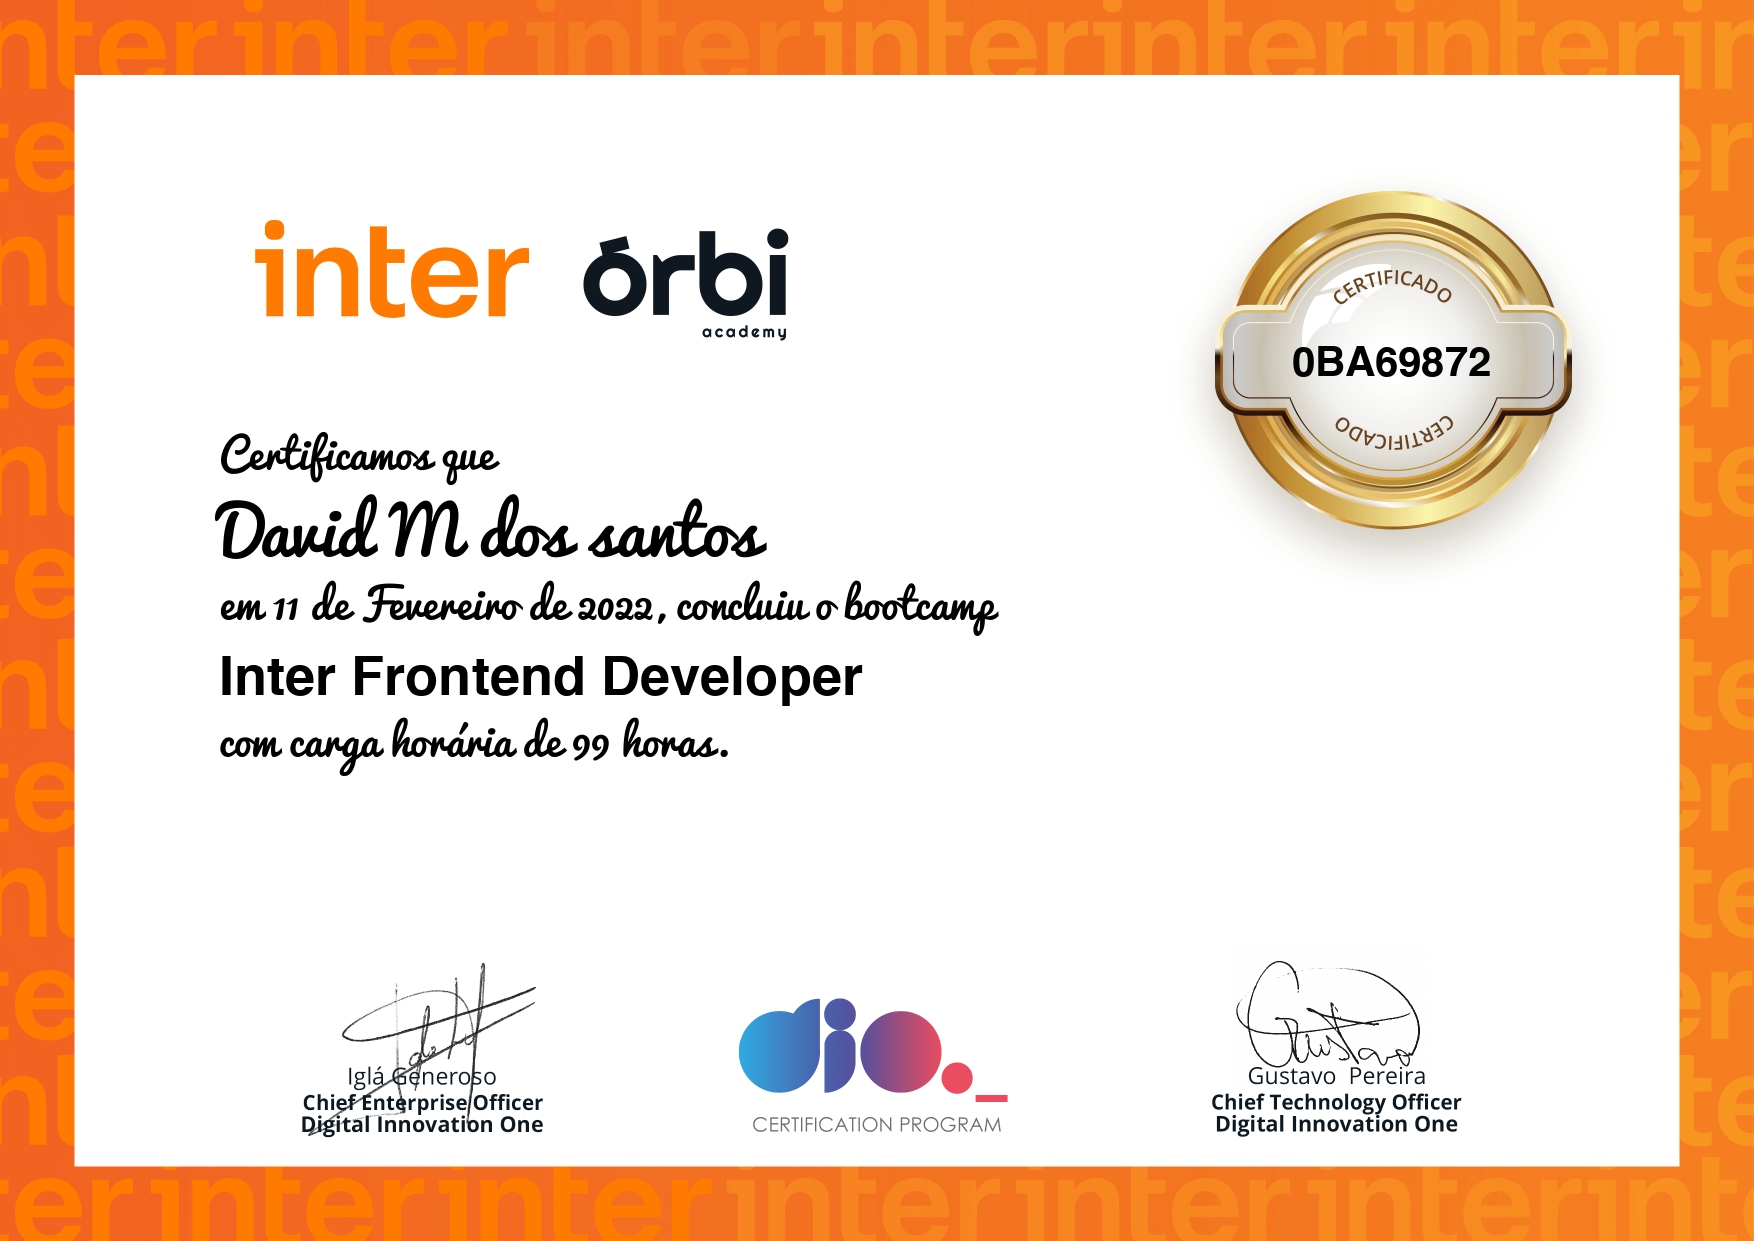 inter órbi
academy
CERTIFICADO
0BA69872
CERTIFICADO
Certificamos que
David M dos santos
em 11 de Fevereiro de 2022, concluiu o bootcamp
Inter Frontend Developer
com carga horária de 99 horas.
Iglá Generoso
Chief Enterprise Officer
Digital Innovation One
dio._
CERTIFICATION PROGRAM
Gustavo
Gustavo Pereira
Chief Technology Officer
Digital Innovation One